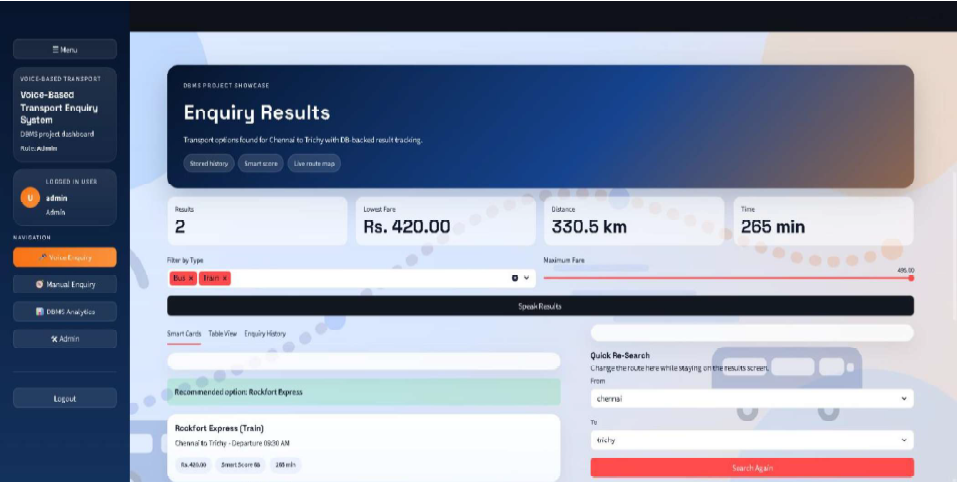 ☰ Menu
VOICE-BASED TRANSPORT
Voice-Based
Transport Enquiry
System
DBMS project dashboard
Role: Admin
LOGGED IN USER
U
admin
Admin
NAVIGATION
Voice Enquiry
Manual Enquiry
DBMS Analytics
Admin
Logout
DBMS PROJECT SHOWCASE
Enquiry Results
Transport options found for Chennai to Trichy with DB-backed result tracking.
Stored history
Smart score
Live route map
Results
2
Lowest Fare
Rs. 420.00
Distance
330.5 km
Time
265 min
Filter by Type
Bus ×
Train ×
Maximum Fare
495.00
Speak Results
Smart Cards
Table View
Enquiry History
Recommended option: Rockfort Express
Rockfort Express (Train)
Chennai to Trichy - Departure 09:30 AM
Rs. 420.00
Smart Score
265 min
Quick Re-Search
Change the route here while staying on the results screen.
From
chennai
To
trichy
Search Again